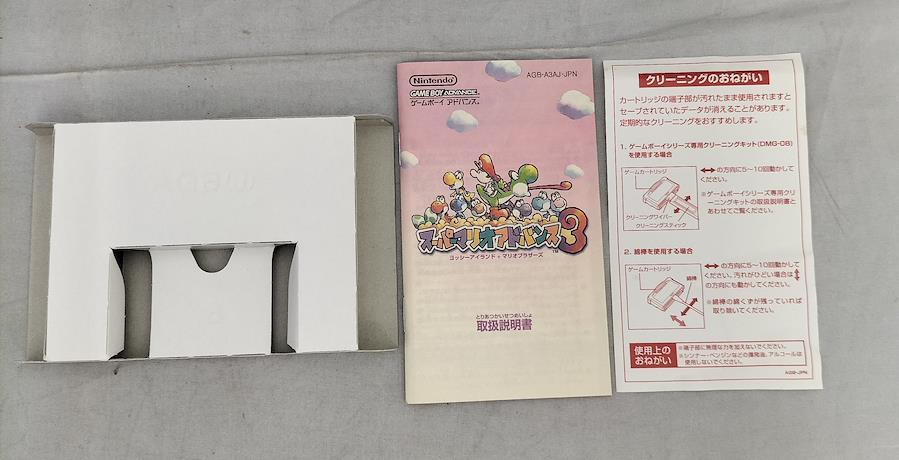 Nintendo
AGB-A3AJ-JPN
GAME BOY ADVANCE
ゲームボーイ アドバンス
スーパーマリオアドバンス3
™
ヨッシーアイランド+マリオブラザーズ
とりあつかいせつめいしょ
取扱説明書
クリーニングのおねがい
カートリッジの端子部が汚れたまま使用されますと
セーブされていたデータが消えることがあります。
定期的なクリーニングをおすすめします。
1. ゲームボーイシリーズ専用クリーニングキット(DMG-08)
を使用する場合
ゲームカートリッジ
クリーニングワイパー
クリーニングスティック
↔の方向に5~10回動かして
ください。
※ゲームボーイシリーズ専用クリ
ーニングキットの取扱説明書と
あわせてご覧ください。
2. 綿棒を使用する場合
ゲームカートリッジ
綿棒
↔の方向に5~10回動かして
ください。汚れがひどい場合は↕
の方向にも動かしてください。
※綿棒の綿くずが残っていれば
取り除いてください。
使用上の
おねがい
※端子部に無理な力を加えないでください。
※シンナー・ベンジンなどの揮発油、アルコールは
使用しないでください。